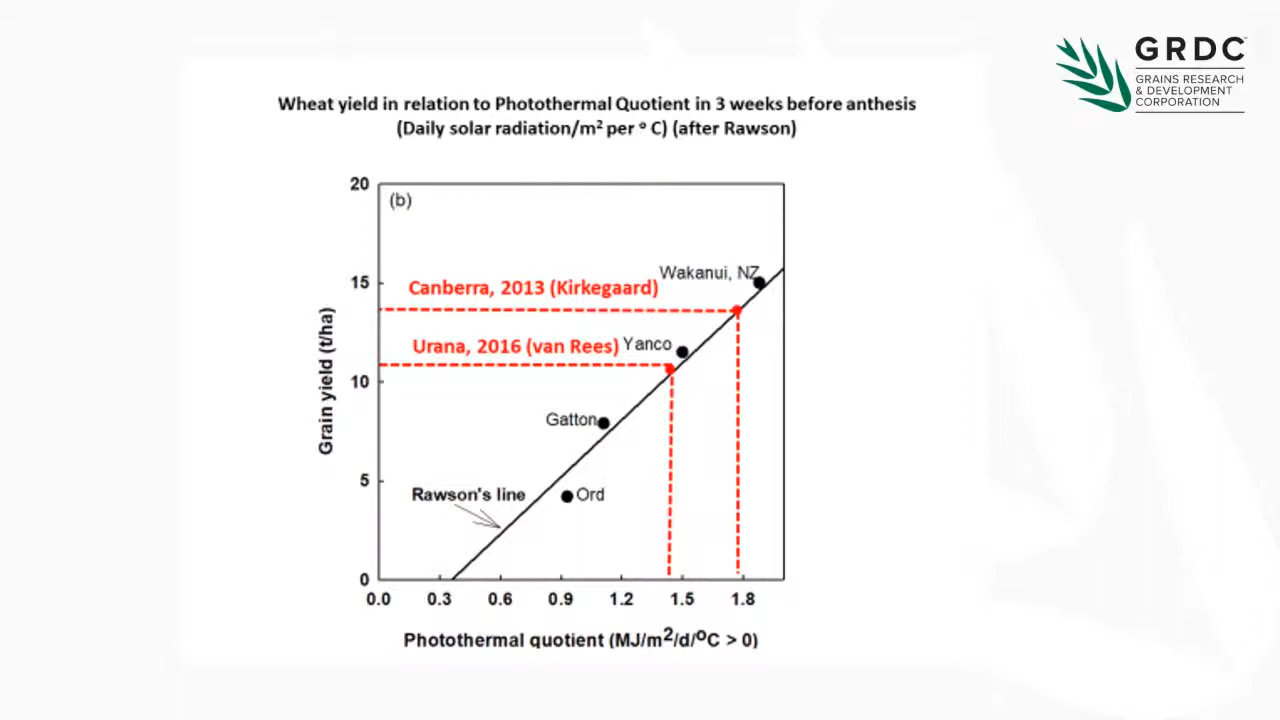 GRDC™
GRAINS RESEARCH
& DEVELOPMENT
CORPORATION
Wheat yield in relation to Photothermal Quotient in 3 weeks before anthesis
(Daily solar radiation/m² per ° C) (after Rawson)
20
(b)
Wakanui, NZ
15
Canberra, 2013 (Kirkegaard)
Urana, 2016 (van Rees)
Yanco
10
Gatton
5
Rawson's line
Ord
0
Grain yield (t/ha)
0.0 0.3 0.6 0.9 1.2 1.5 1.8
Photothermal quotient (MJ/m²/d/°C > 0)